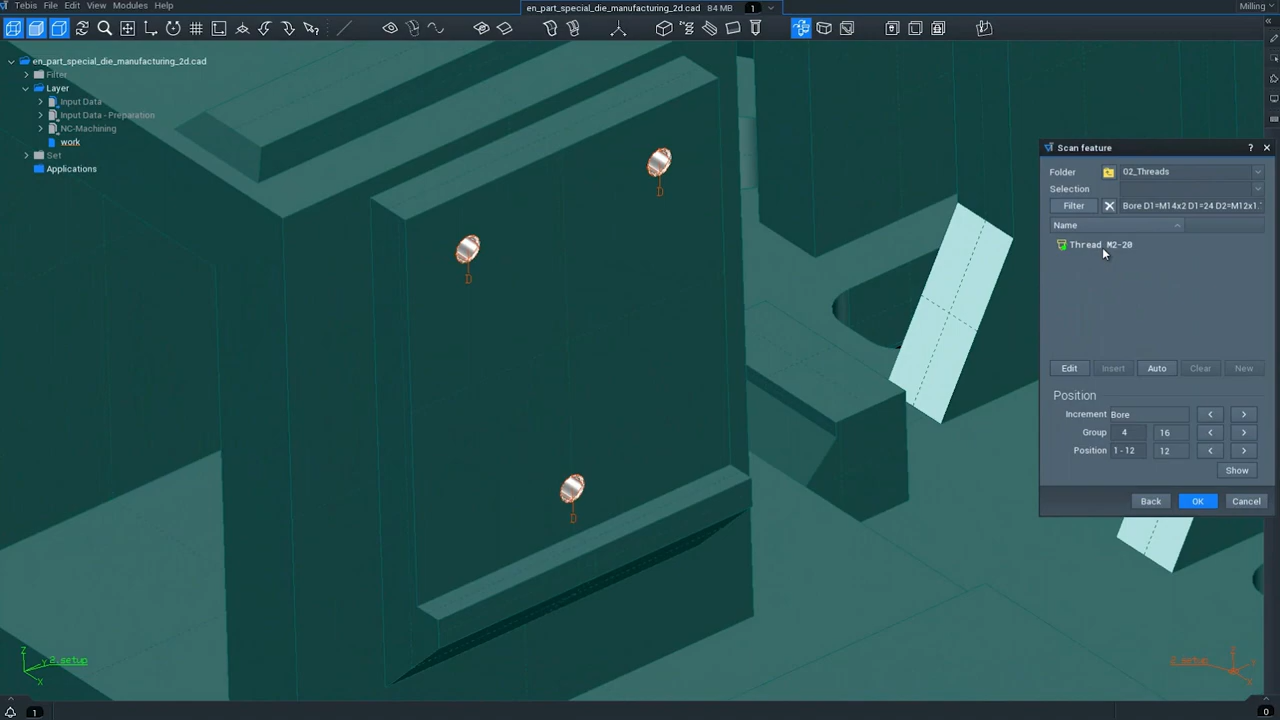 Tebis File Edit View Modules Help
en_part_special_die_manufacturing_2d.cad 84 MB 1
Milling
en_part_special_die_manufacturing_2d.cad
Filter
Layer
Input Data
Input Data - Preparation
NC-Machining
work
Set
Applications
D
D
D
Scan feature ?
Folder 02_Threads
Selection
Filter Bore D1=M14x2 D1=24 D2=M12x1.
Name
Thread M2-20
Edit Insert Auto Clear New
Position
Increment Bore < >
Group 4 16 < >
Position 1 - 12 12 < >
Show
Back OK Cancel
Z Y X 2_setup
2_setup Z X
1 0